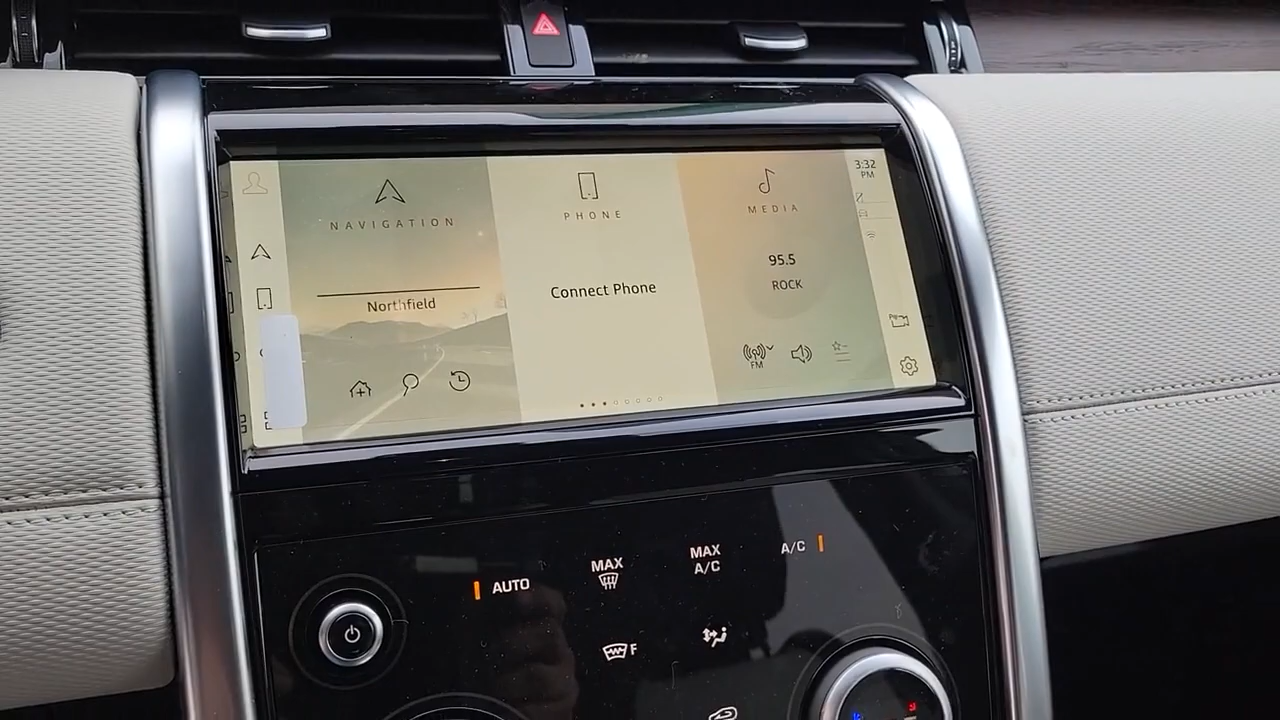 3:32
PM
NAVIGATION
PHONE
MEDIA
Northfield
Connect Phone
95.5
ROCK
FM
AUTO
MAX
MAX
A/C
A/C
F